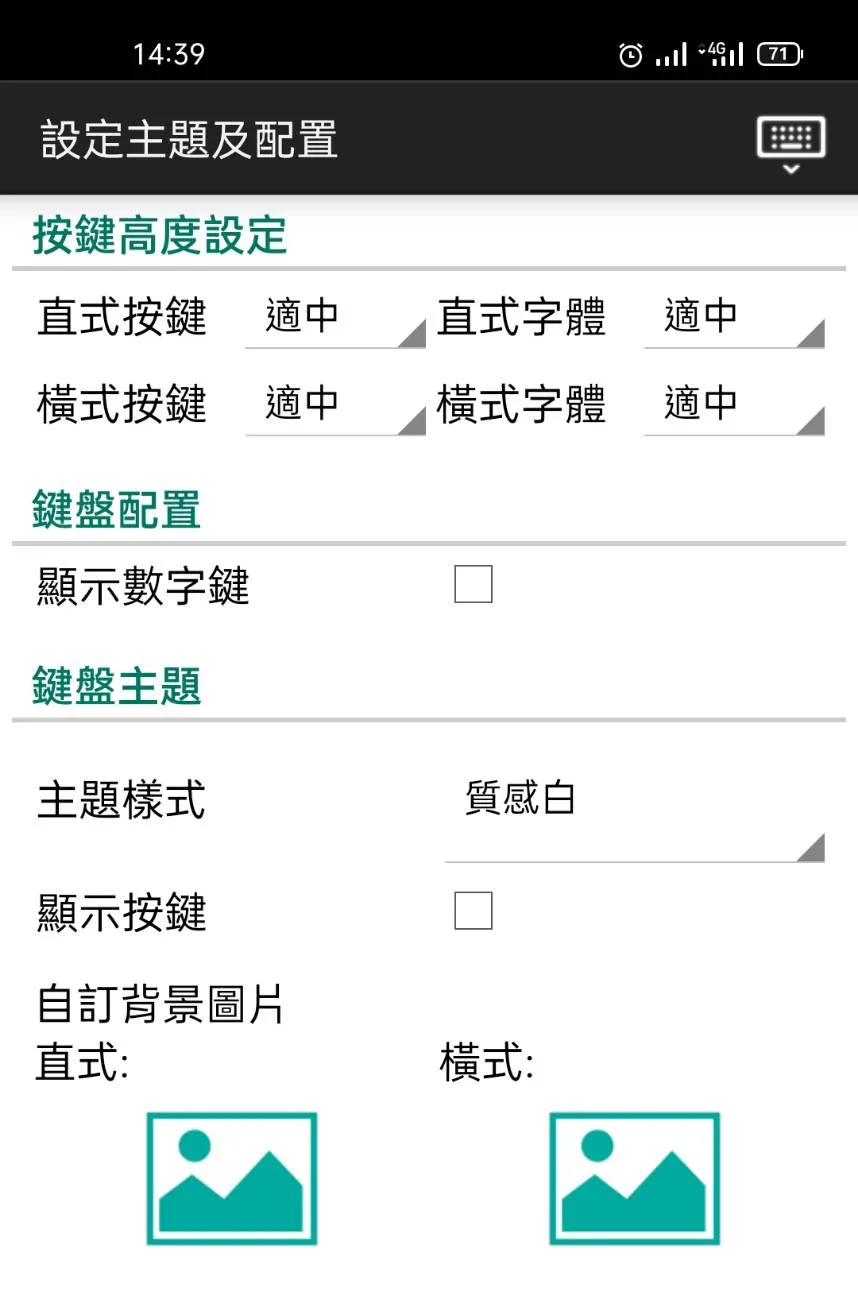 14:39 4G 71
設定主題及配置
按鍵高度設定
直式按鍵 適中 直式字體 適中
橫式按鍵 適中 橫式字體 適中
鍵盤配置
顯示數字鍵
鍵盤主題
主題樣式 質感白
顯示按鍵
自訂背景圖片
直式: 橫式: